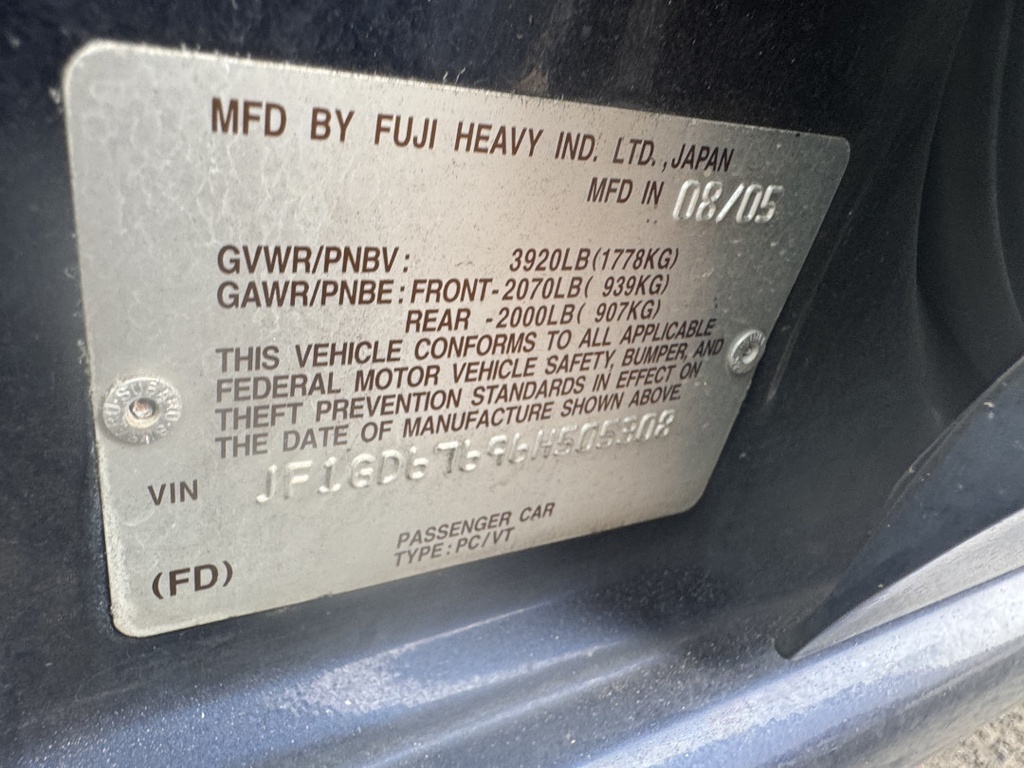 MFD BY FUJI HEAVY IND. LTD., JAPAN
MFD IN 08/05
GVWR/PNBV: 3920LB(1778KG)
GAWR/PNBE: FRONT-2070LB( 939KG)
REAR -2000LB( 907KG)
THIS VEHICLE CONFORMS TO ALL APPLICABLE
FEDERAL MOTOR VEHICLE SAFETY, BUMPER, AND
THEFT PREVENTION STANDARDS IN EFFECT ON
THE DATE OF MANUFACTURE SHOWN ABOVE.
VIN JF1GD67696H505308
PASSENGER CAR
TYPE: PC/VT
(FD)